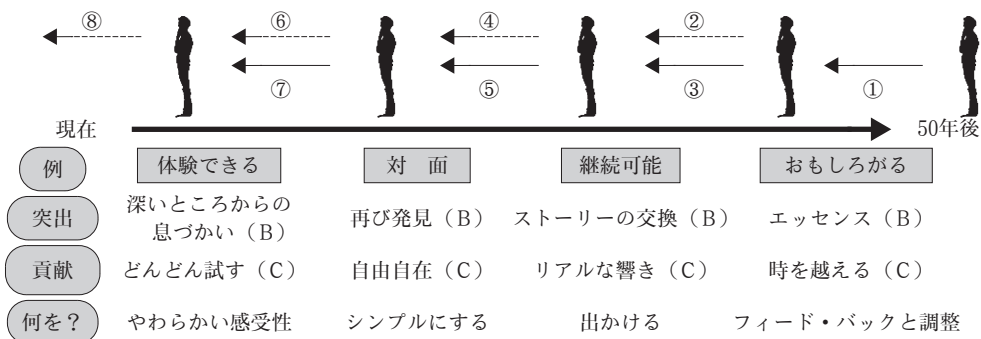 ⑧ ⑥ ④ ②
⑦ ⑤ ③ ①
現在 50年後
例 体験できる 対 面 継続可能 おもしろがる
突出 深いところからの
息づかい（B） 再び発見（B） ストーリーの交換（B） エッセンス（B）
貢献 どんどん試す（C） 自由自在（C） リアルな響き（C） 時を越える（C）
何を？ やわらかい感受性 シンプルにする 出かける フィード・バックと調整